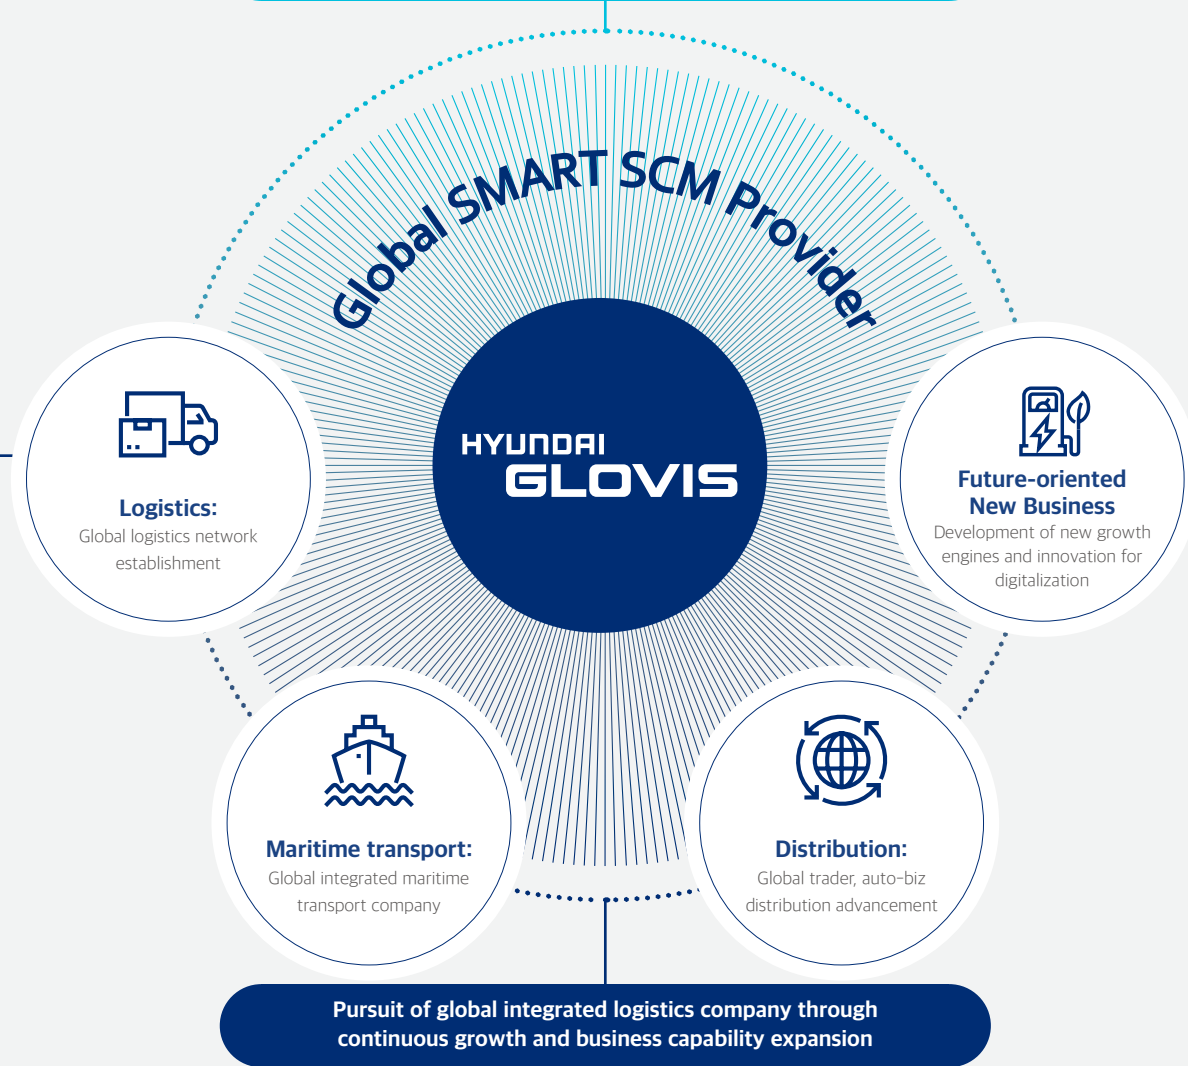 Global SMART SCM Provider
HYUNDAI
GLOVIS
Logistics:
Global logistics network
establishment
Future-oriented
New Business
Development of new growth
engines and innovation for
digitalization
Maritime transport:
Global integrated maritime
transport company
Distribution:
Global trader, auto-biz
distribution advancement
Pursuit of global integrated logistics company through
continuous growth and business capability expansion